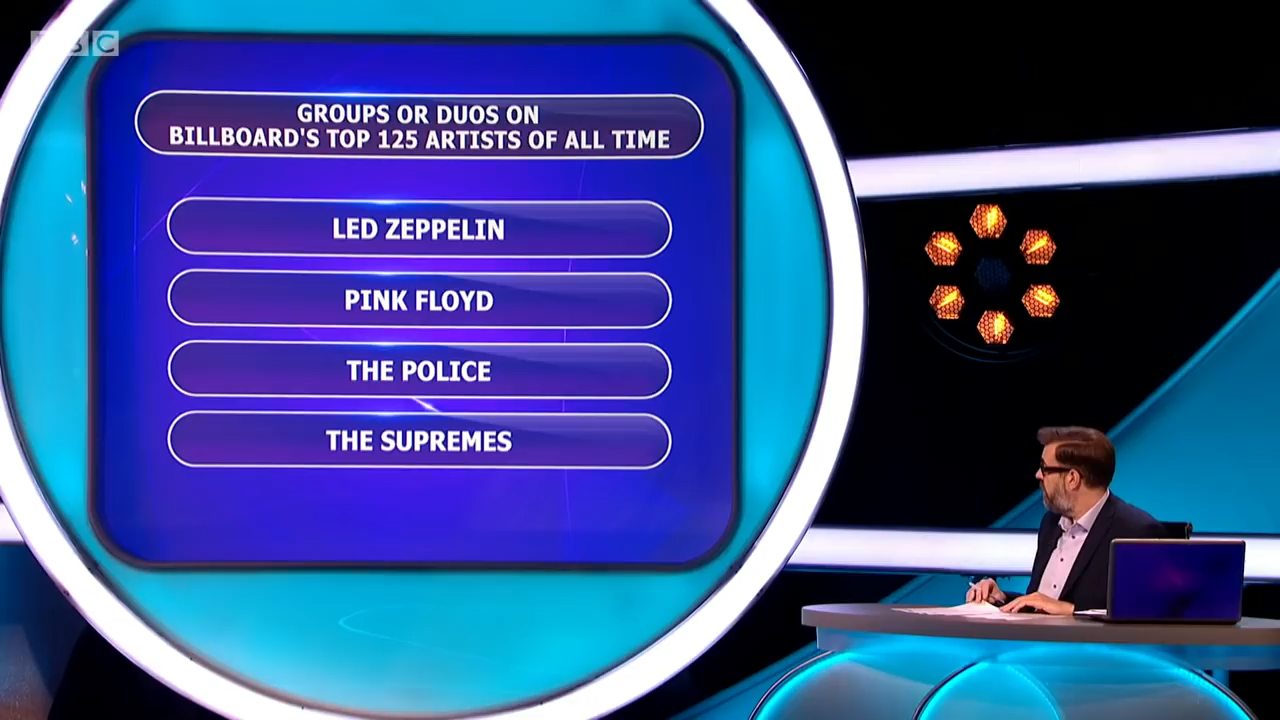 BBC
GROUPS OR DUOS ON
BILLBOARD'S TOP 125 ARTISTS OF ALL TIME
LED ZEPPELIN
PINK FLOYD
THE POLICE
THE SUPREMES